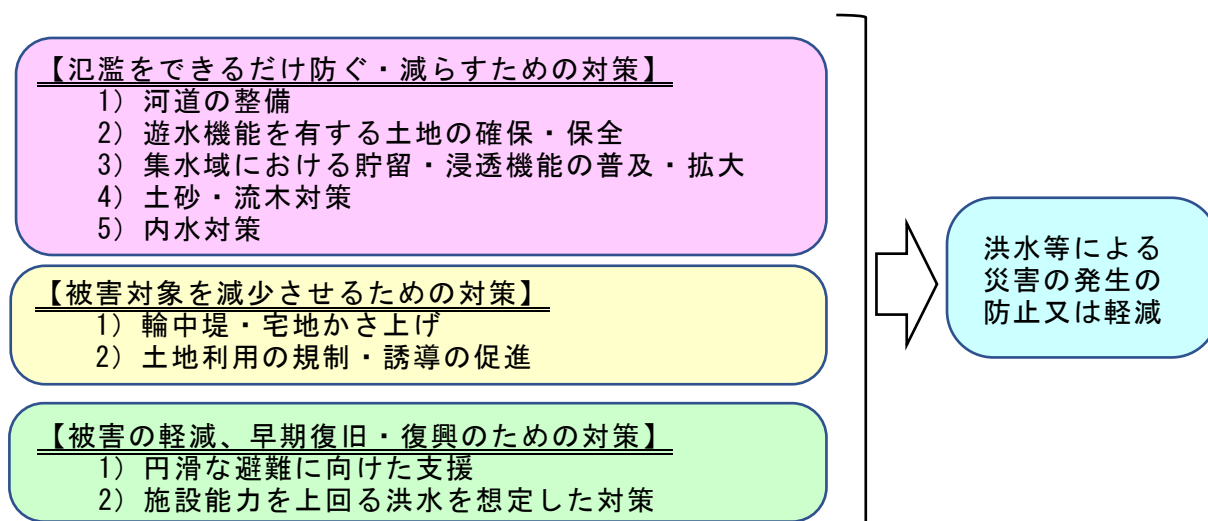 【氾濫をできるだけ防ぐ・減らすための対策】
1) 河道の整備
2) 遊水機能を有する土地の確保・保全
3) 集水域における貯留・浸透機能の普及・拡大
4) 土砂・流木対策
5) 内水対策
【被害対象を減少させるための対策】
1) 輪中堤・宅地かさ上げ
2) 土地利用の規制・誘導の促進
【被害の軽減、早期復旧・復興のための対策】
1) 円滑な避難に向けた支援
2) 施設能力を上回る洪水を想定した対策
洪水等による
災害の発生の
防止又は軽減